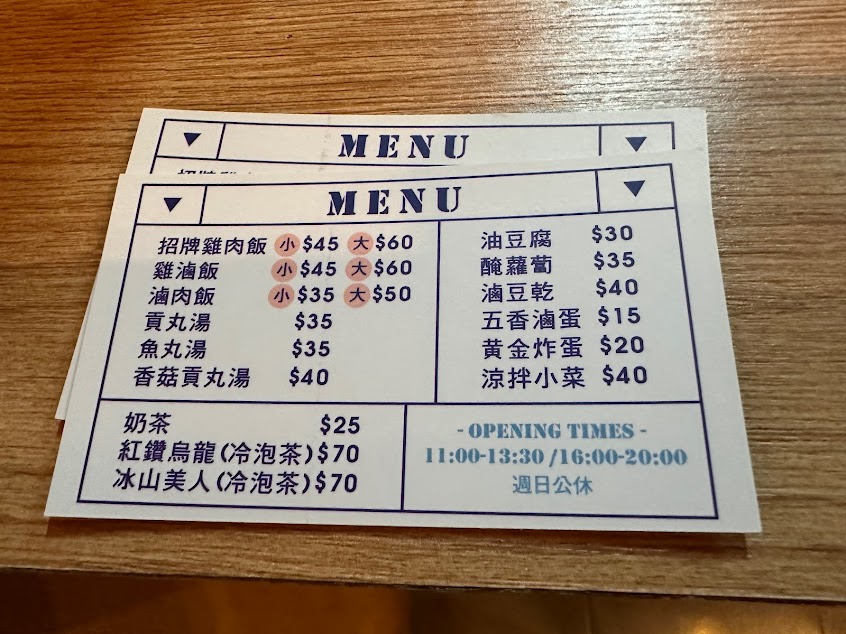 MENU
MENU
招牌雞肉飯 小 $45 大 $60
雞滷飯 小 $45 大 $60
滷肉飯 小 $35 大 $50
貢丸湯 $35
魚丸湯 $35
香菇貢丸湯 $40
油豆腐 $30
醃蘿蔔 $35
滷豆乾 $40
五香滷蛋 $15
黃金炸蛋 $20
涼拌小菜 $40
奶茶 $25
紅鑽烏龍(冷泡茶) $70
冰山美人(冷泡茶) $70
- OPENING TIMES -
11:00-13:30 /16:00-20:00
週日公休